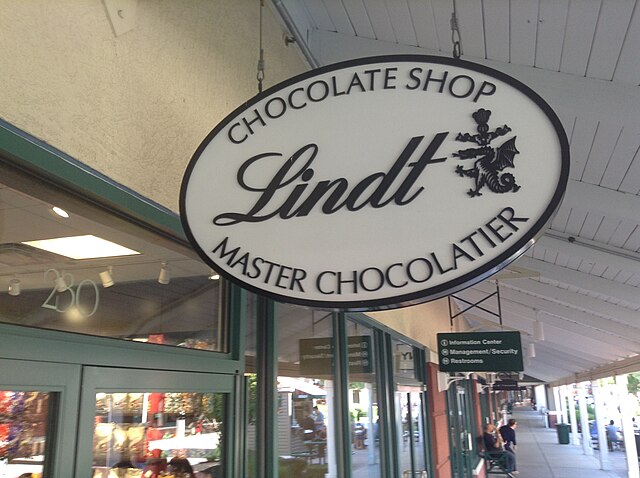 CHOCOLATE SHOP
Lindt
MASTER CHOCOLATIER
230
Information Center
Management/Security
Restrooms